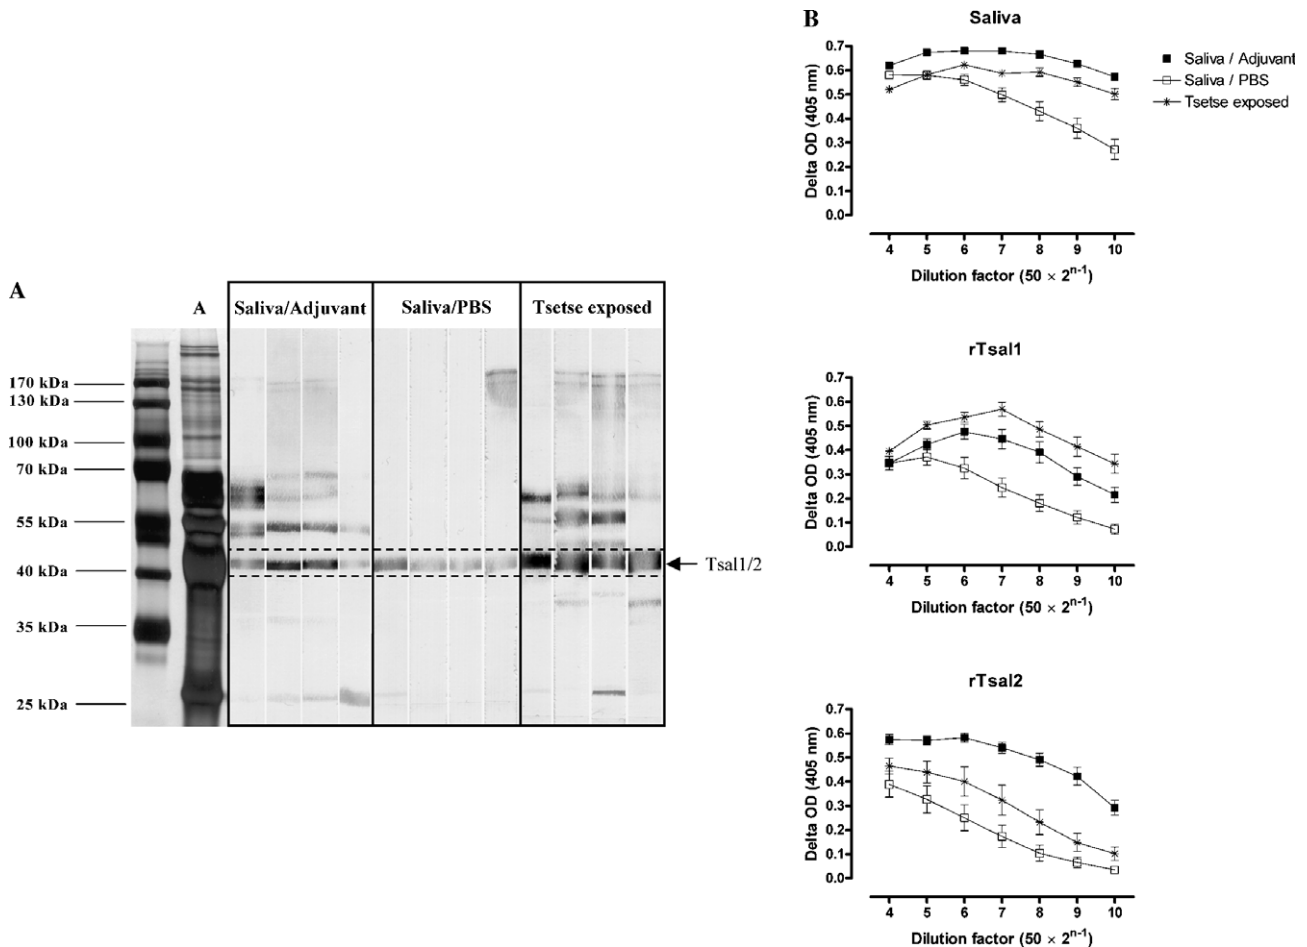 A
A
Saliva/Adjuvant
Saliva/PBS
Tsetse exposed
170 kDa
130 kDa
100 kDa
70 kDa
55 kDa
40 kDa
35 kDa
25 kDa
Tsal1/2
B
Saliva
Delta OD (405 nm)
0.7
0.6
0.5
0.4
0.3
0.2
0.1
0.0
4 5 6 7 8 9 10
Dilution factor (50 × 2ⁿ⁻¹)
Saliva / Adjuvant
Saliva / PBS
Tsetse exposed
rTsal1
Delta OD (405 nm)
0.7
0.6
0.5
0.4
0.3
0.2
0.1
0.0
4 5 6 7 8 9 10
Dilution factor (50 × 2ⁿ⁻¹)
rTsal2
Delta OD (405 nm)
0.7
0.6
0.5
0.4
0.3
0.2
0.1
0.0
4 5 6 7 8 9 10
Dilution factor (50 × 2ⁿ⁻¹)